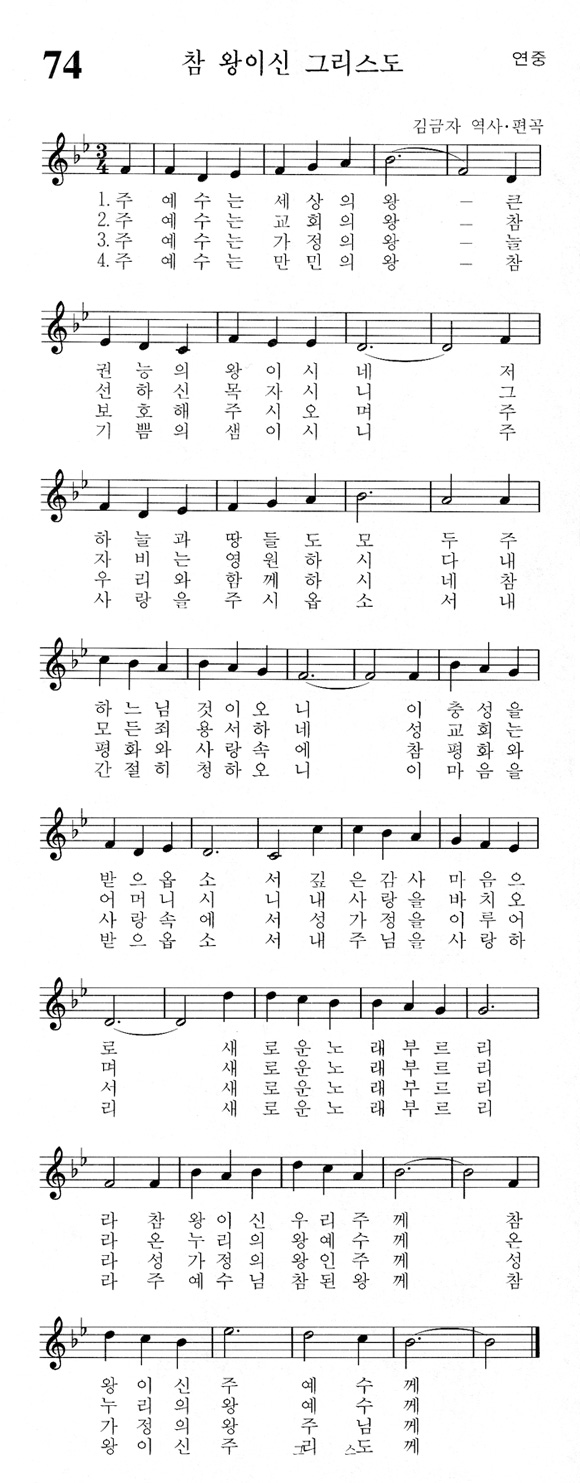 74 참 왕이신 그리스도 연중
김금자 역사·편곡
3/4
1.주 예 수 는 세 상 의 왕 – 큰
2.주 예 수 는 교 회 의 왕 – 참
3.주 예 수 는 가 정 의 왕 – 늘
4.주 예 수 는 만 민 의 왕 – 참
권 능 의 왕 이 시 네 저
선 하 신 목 자 시 니 그
보 호 해 주 시 오 며 주
기 쁨 의 샘 이 시 니 주
하 늘 과 땅 들 도 모 두 주
자 비 는 영 원 하 시 다 내
우 리 와 함 께 하 시 네 참
사 랑 을 주 시 옵 소 서 내
하 느 님 것 이 오 니 이 충 성 을
모 든 죄 용 서 하 네 성 교 회 는
평 화 와 사 랑 속 에 참 평 화 와
간 절 히 청 하 오 니 이 마 음 을
받 으 옵 소 서 깊 은 감 사 마 음 으
어 머 니 시 니 내 사 랑 을 바 치 오
사 랑 속 에 서 성 가 정 을 이 루 어
받 으 옵 소 서 내 주 님 을 사 랑 하
로 새 로 운 노 래 부 르 리
며 새 로 운 노 래 부 르 리
서 새 로 운 노 래 부 르 리
리 새 로 운 노 래 부 르 리
라 참 왕 이 신 우 리 주 께 참
라 온 누 리 의 왕 예 수 께 온
라 성 가 정 의 왕 인 주 께 성
라 주 예 수 님 참 된 왕 께 참
왕 이 신 주 예 수 께
누 리 의 왕 예 수 께
가 정 의 왕 주 님 께
왕 이 신 주 그 리 스 도 께